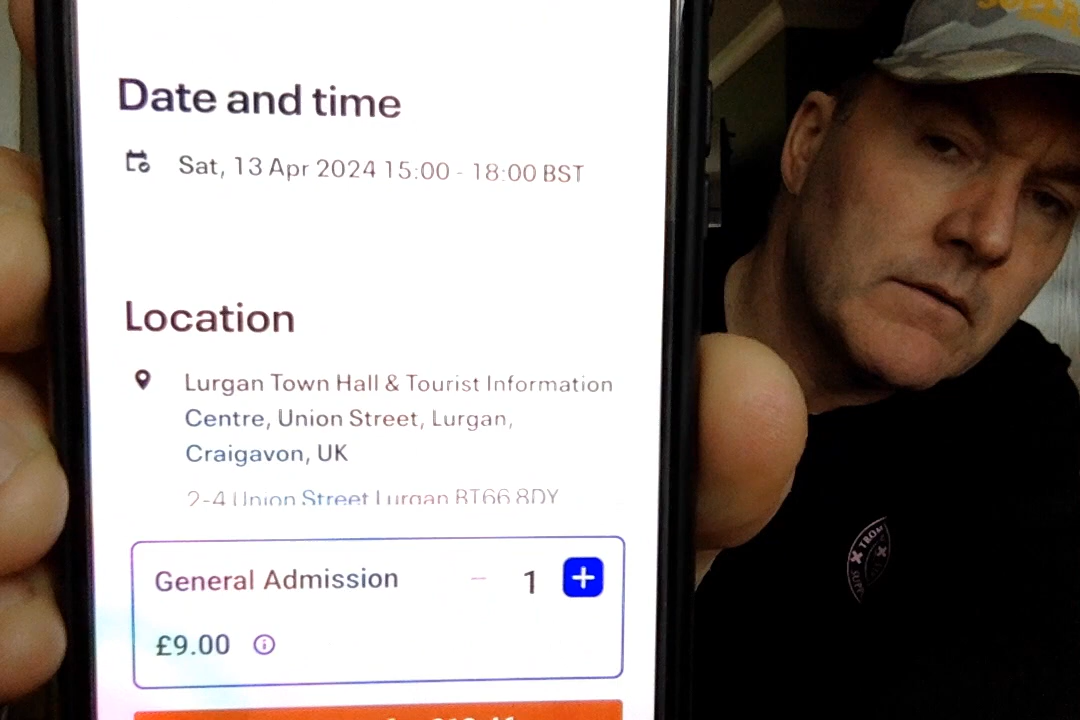 Date and time
Sat, 13 Apr 2024 15:00 - 18:00 BST
Location
Lurgan Town Hall & Tourist Information
Centre, Union Street, Lurgan,
Craigavon, UK
2-4 Union Street Lurgan BT66 8DY
General Admission
− 1 +
£9.00